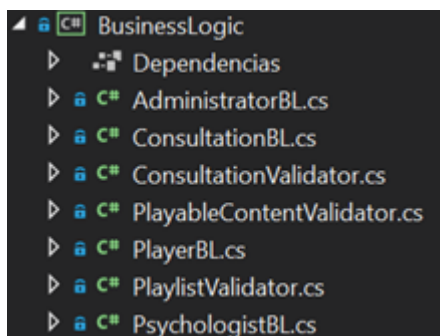 C# BusinessLogic
Dependencias
C# AdministratorBL.cs
C# ConsultationBL.cs
C# ConsultationValidator.cs
C# PlayableContentValidator.cs
C# PlayerBL.cs
C# PlaylistValidator.cs
C# PsychologistBL.cs